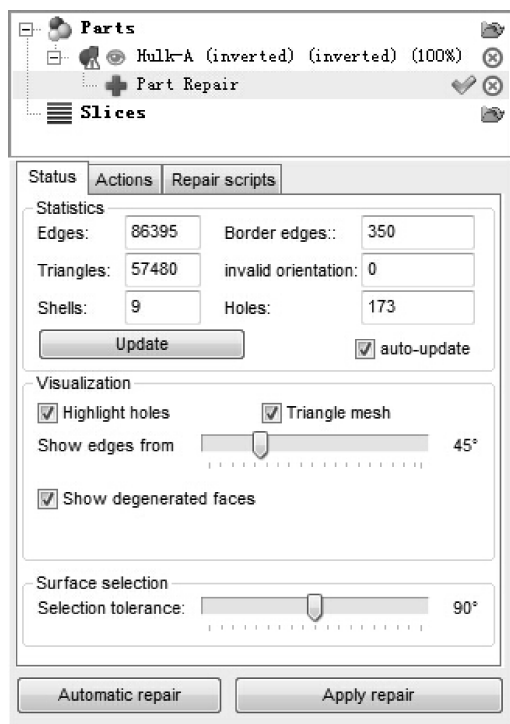 Parts
Hulk-A (inverted) (inverted) (100%)
Part Repair
Slices
Status Actions Repair scripts
Statistics
Edges: 86395 Border edges:: 350
Triangles: 57480 invalid orientation: 0
Shells: 9 Holes: 173
Update auto-update
Visualization
Highlight holes Triangle mesh
Show edges from 45°
Show degenerated faces
Surface selection
Selection tolerance: 90°
Automatic repair Apply repair